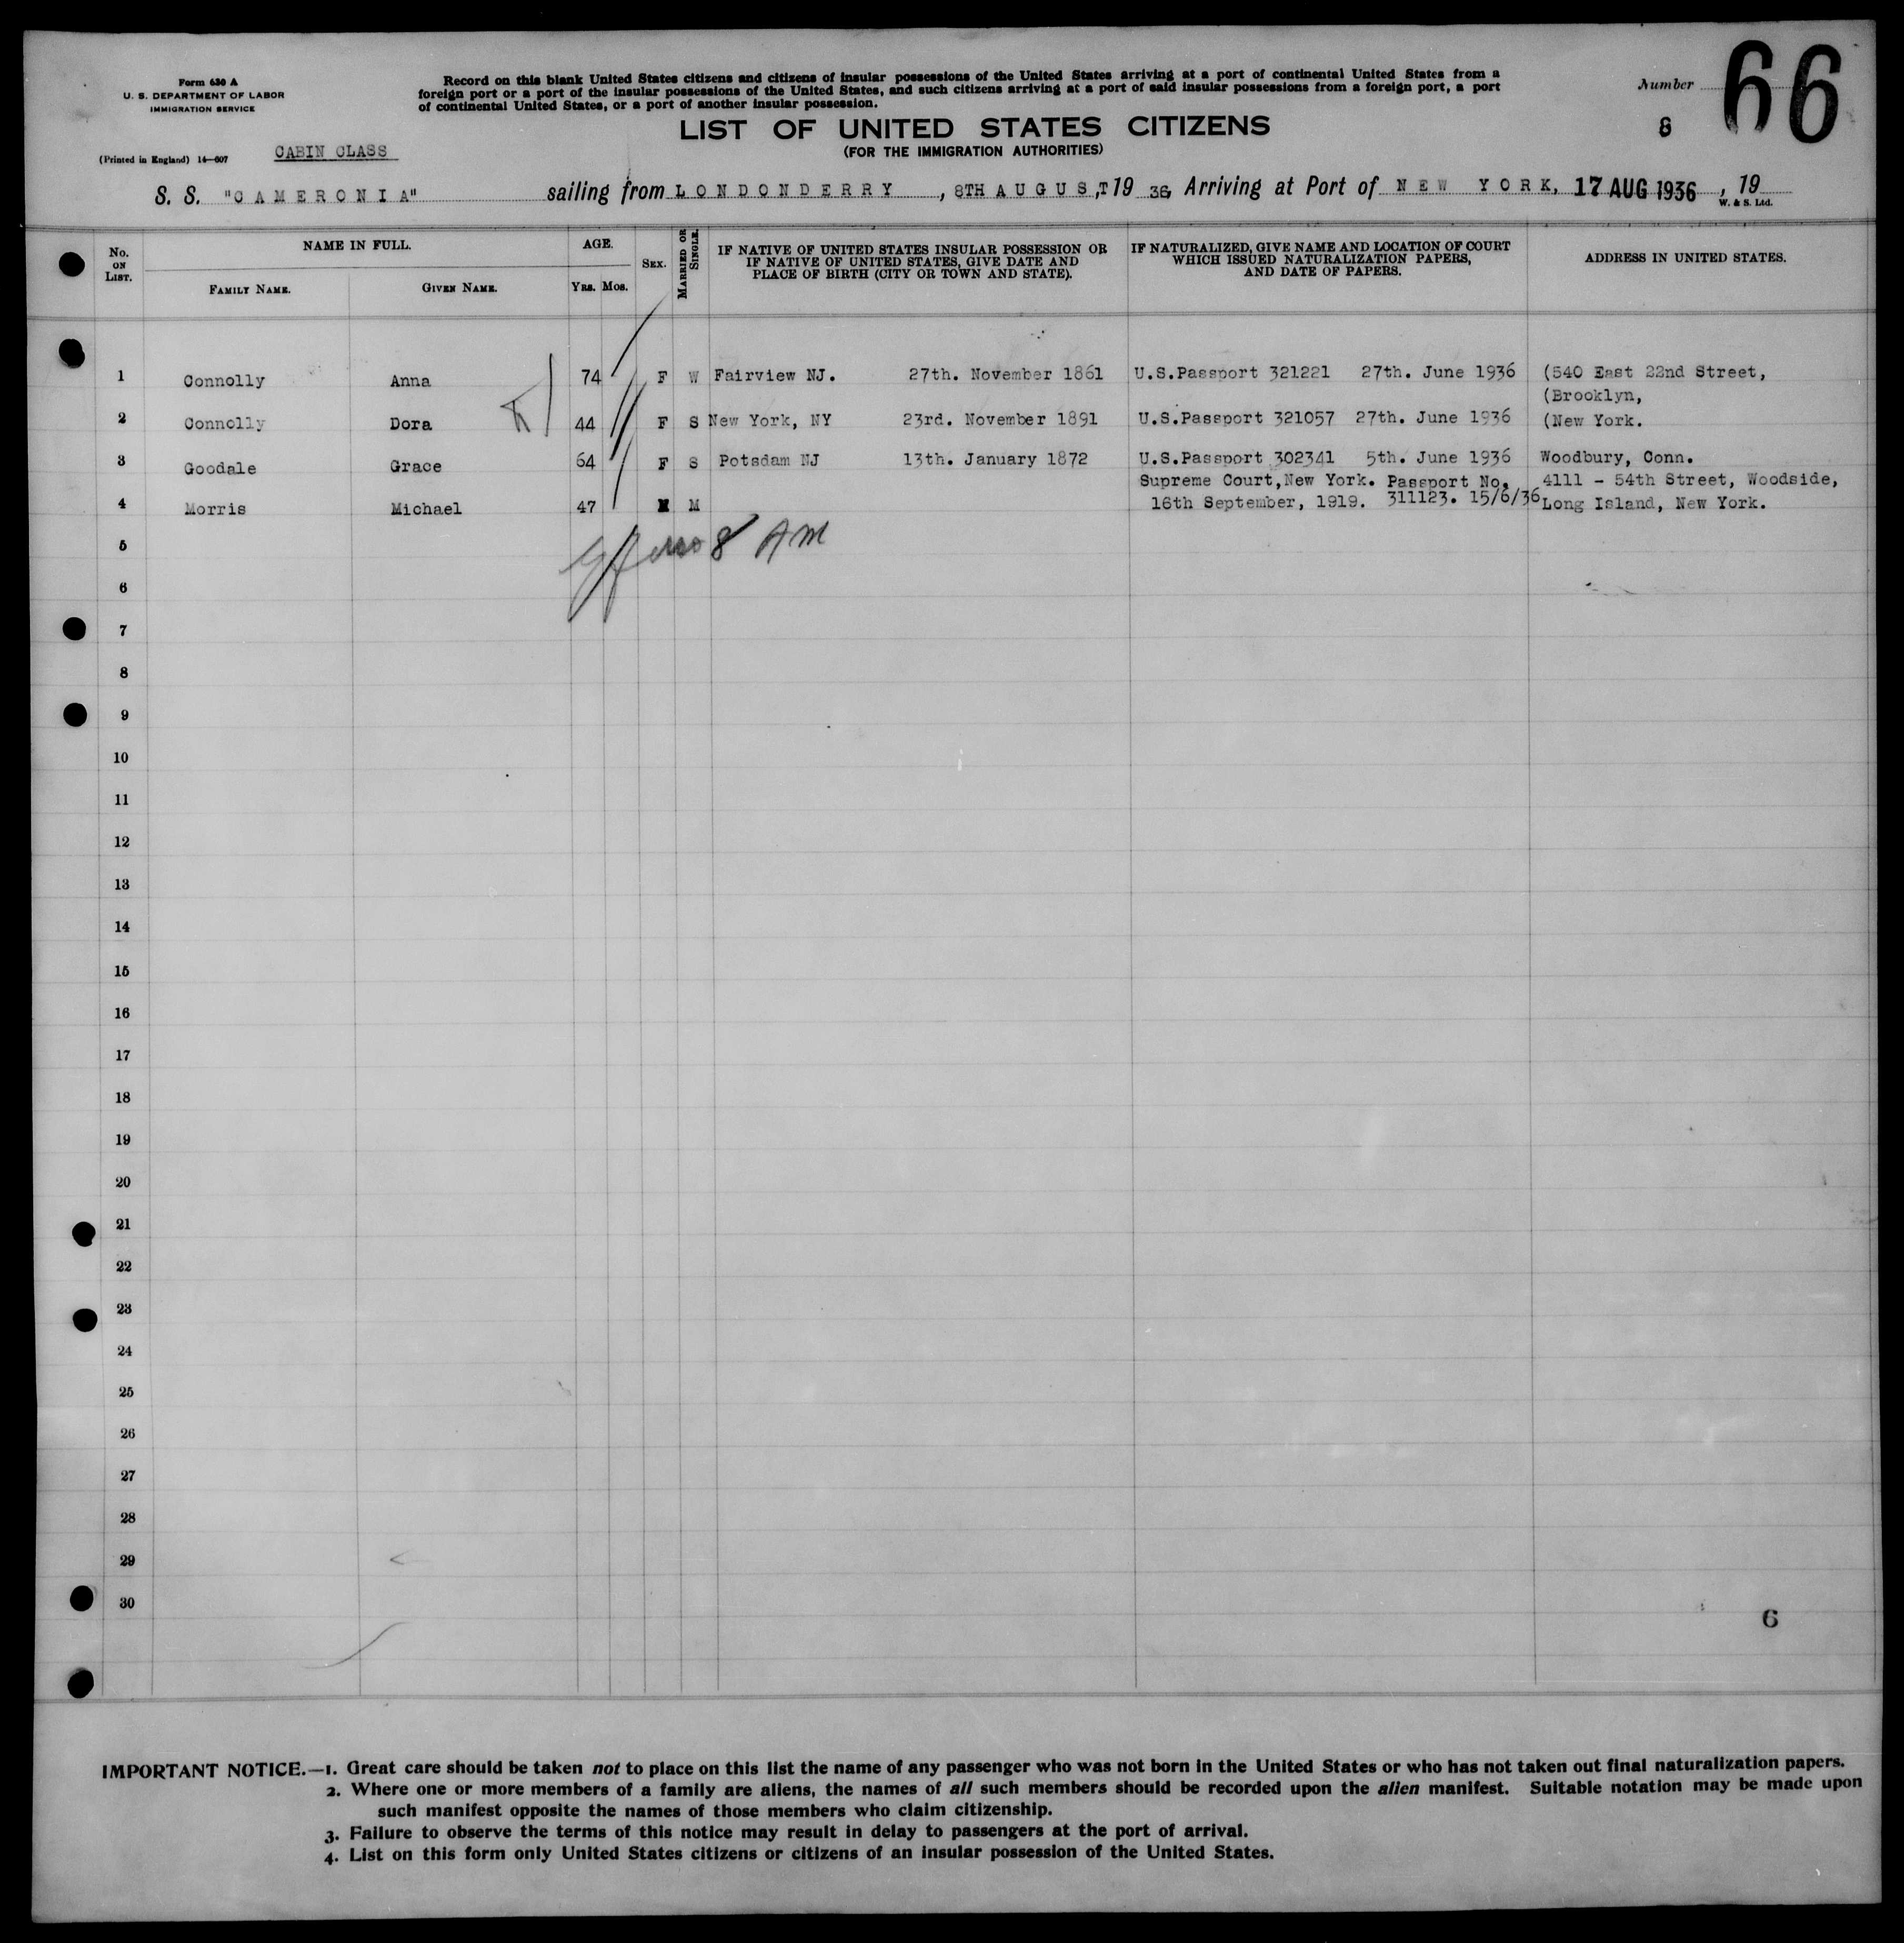 Form 630 A
U. S. DEPARTMENT OF LABOR
IMMIGRATION SERVICE
(Printed in England) 14—607
CABIN CLASS
Record on this blank United States citizens and citizens of insular possessions of the United States arriving at a port of continental United States from a
foreign port or a port of the insular possessions of the United States, and such citizens arriving at a port of said insular possessions from a foreign port, a port
of continental United States, or a port of another insular possession.
LIST OF UNITED STATES CITIZENS
(FOR THE IMMIGRATION AUTHORITIES)
Number 66
8
S. S. "CAMERONIA" sailing from LONDONDERRY, 8TH AUGUST, 19 36, Arriving at Port of NEW YORK, 17 AUG 1936, 19
W. & S. Ltd.
No. ON LIST. NAME IN FULL. FAMILY NAME. GIVEN NAME. AGE. YRS. MOS. SEX. MARRIED OR SINGLE. IF NATIVE OF UNITED STATES INSULAR POSSESSION OR IF NATIVE OF UNITED STATES, GIVE DATE AND PLACE OF BIRTH (CITY OR TOWN AND STATE). IF NATURALIZED, GIVE NAME AND LOCATION OF COURT WHICH ISSUED NATURALIZATION PAPERS, AND DATE OF PAPERS. ADDRESS IN UNITED STATES.
1 Connolly Anna 74 F W Fairview NJ. 27th. November 1861 U.S.Passport 321221 27th. June 1936 (540 East 22nd Street,
(Brooklyn,
2 Connolly Dora 44 F S New York, NY 23rd. November 1891 U.S.Passport 321057 27th. June 1936 (New York.
3 Goodale Grace 64 F S Potsdam NJ 13th. January 1872 U.S.Passport 302341 5th. June 1936 Woodbury, Conn.
Supreme Court,New York. Passport No. 4111 - 54th Street, Woodside,
4 Morris Michael 47 M M 16th September, 1919. 311123. 15/6/36 Long Island, New York.
5 8 AM
6
7
8
9
10
11
12
13
14
15
16
17
18
19
20
21
22
23
24
25
26
27
28
29
30
6
IMPORTANT NOTICE.—1. Great care should be taken not to place on this list the name of any passenger who was not born in the United States or who has not taken out final naturalization papers.
2. Where one or more members of a family are aliens, the names of all such members should be recorded upon the alien manifest. Suitable notation may be made upon
such manifest opposite the names of those members who claim citizenship.
3. Failure to observe the terms of this notice may result in delay to passengers at the port of arrival.
4. List on this form only United States citizens or citizens of an insular possession of the United States.